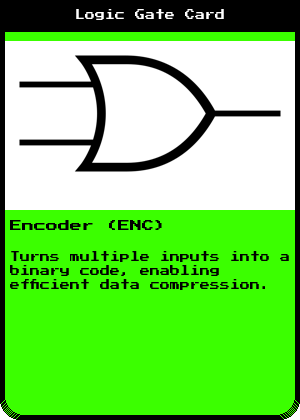 Logic Gate Card
Encoder (ENC)
Turns multiple inputs into a
binary code, enabling
efficient data compression.